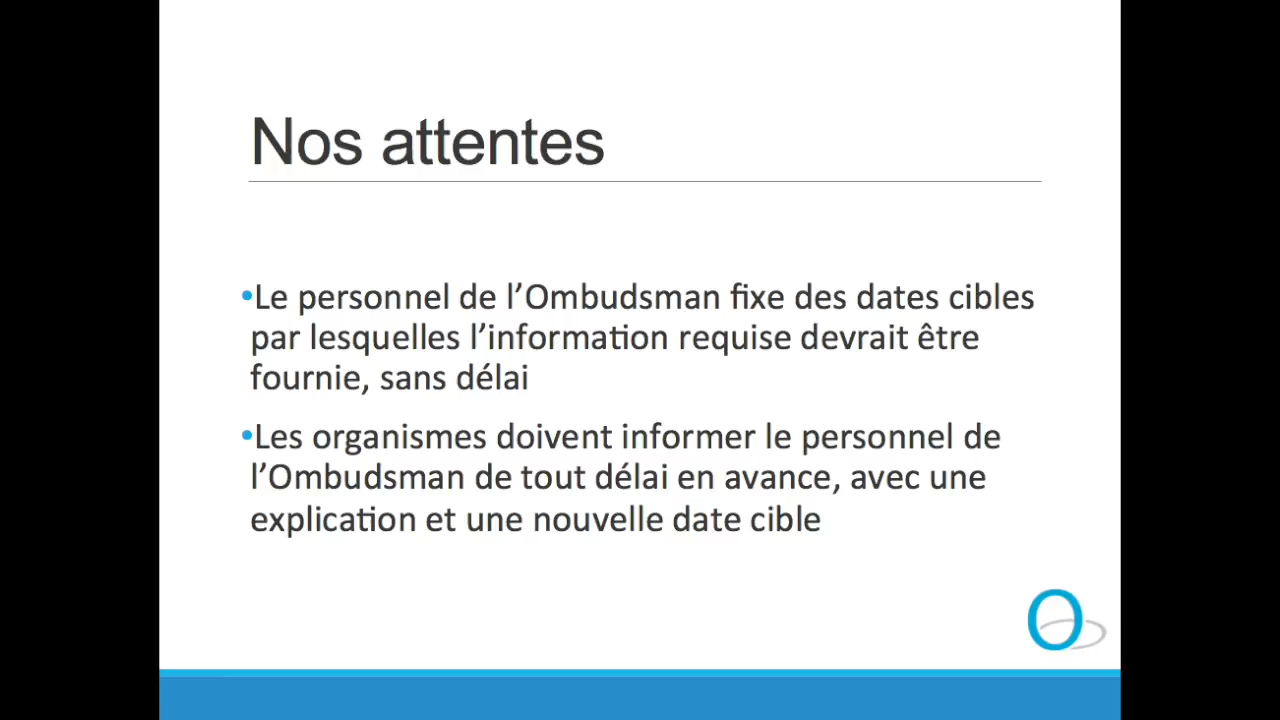 Nos attentes
•Le personnel de l’Ombudsman fixe des dates cibles
par lesquelles l’information requise devrait être
fournie, sans délai
•Les organismes doivent informer le personnel de
l’Ombudsman de tout délai en avance, avec une
explication et une nouvelle date cible